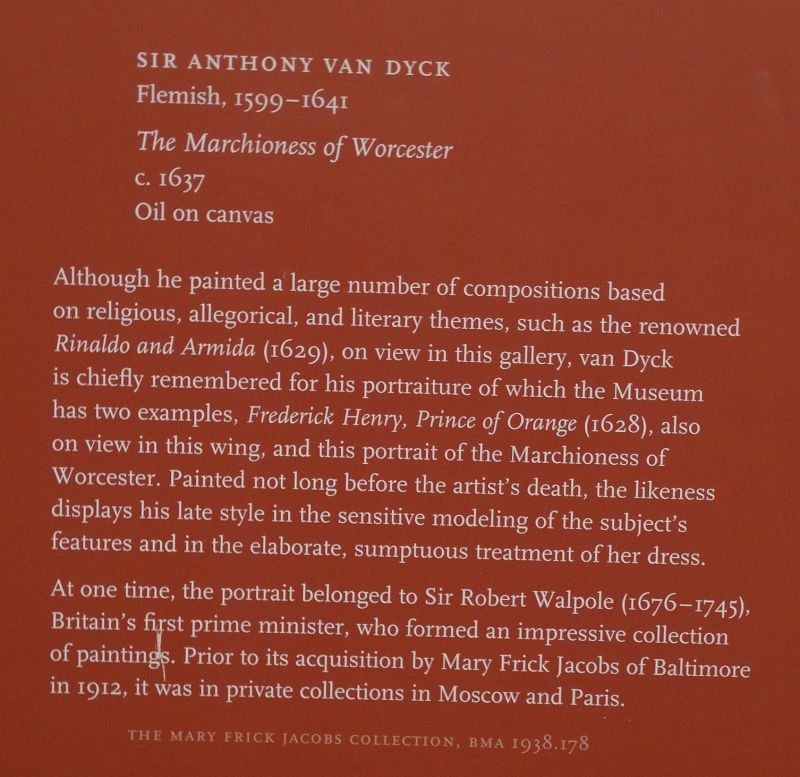 SIR ANTHONY VAN DYCK
Flemish, 1599–1641
The Marchioness of Worcester
c. 1637
Oil on canvas
Although he painted a large number of compositions based
on religious, allegorical, and literary themes, such as the renowned
Rinaldo and Armida (1629), on view in this gallery, van Dyck
is chiefly remembered for his portraiture of which the Museum
has two examples, Frederick Henry, Prince of Orange (1628), also
on view in this wing, and this portrait of the Marchioness of
Worcester. Painted not long before the artist's death, the likeness
displays his late style in the sensitive modeling of the subject's
features and in the elaborate, sumptuous treatment of her dress.
At one time, the portrait belonged to Sir Robert Walpole (1676–1745),
Britain's first prime minister, who formed an impressive collection
of paintings. Prior to its acquisition by Mary Frick Jacobs of Baltimore
in 1912, it was in private collections in Moscow and Paris.
THE MARY FRICK JACOBS COLLECTION, BMA 1938.178